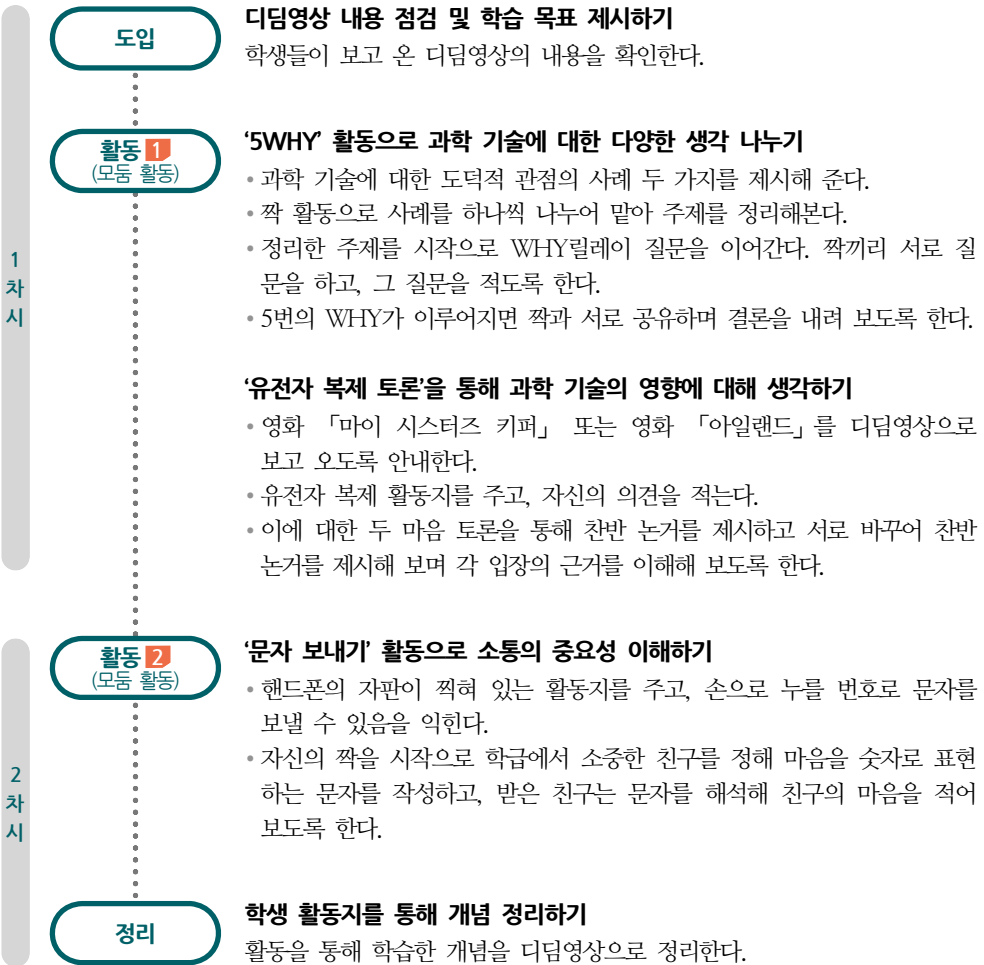 1
차
시
도입
디딤영상 내용 점검 및 학습 목표 제시하기
학생들이 보고 온 디딤영상의 내용을 확인한다.
활동 1
(모둠 활동)
‘5WHY’ 활동으로 과학 기술에 대한 다양한 생각 나누기
• 과학 기술에 대한 도덕적 관점의 사례 두 가지를 제시해 준다.
• 짝 활동으로 사례를 하나씩 나누어 맡아 주제를 정리해본다.
• 정리한 주제를 시작으로 WHY릴레이 질문을 이어간다. 짝끼리 서로 질
문을 하고, 그 질문을 적도록 한다.
• 5번의 WHY가 이루어지면 짝과 서로 공유하며 결론을 내려 보도록 한다.
‘유전자 복제 토론’을 통해 과학 기술의 영향에 대해 생각하기
• 영화 「마이 시스터즈 키퍼」 또는 영화 「아일랜드」를 디딤영상으로
보고 오도록 안내한다.
• 유전자 복제 활동지를 주고, 자신의 의견을 적는다.
• 이에 대한 두 마음 토론을 통해 찬반 논거를 제시하고 서로 바꾸어 찬반
논거를 제시해 보며 각 입장의 근거를 이해해 보도록 한다.
2
차
시
활동 2
(모둠 활동)
‘문자 보내기’ 활동으로 소통의 중요성 이해하기
• 핸드폰의 자판이 찍혀 있는 활동지를 주고, 손으로 누를 번호로 문자를
보낼 수 있음을 익힌다.
• 자신의 짝을 시작으로 학급에서 소중한 친구를 정해 마음을 숫자로 표현
하는 문자를 작성하고, 받은 친구는 문자를 해석해 친구의 마음을 적어
보도록 한다.
정리
학생 활동지를 통해 개념 정리하기
활동을 통해 학습한 개념을 디딤영상으로 정리한다.